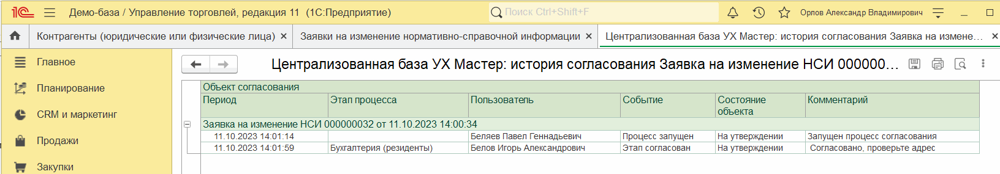 1С Демо-база / Управление торговлей, редакция 11 (1С:Предприятие) Поиск Ctrl+Shift+F Орлов Александр Владимирович
Контрагенты (юридические или физические лица) × Заявки на изменение нормативно-справочной информации × Централизованная база УХ Мастер: история согласования Заявка на измене... ×
Главное
Планирование
CRM и маркетинг
Продажи
Закупки
Централизованная база УХ Мастер: история согласования Заявка на изменение НСИ 000000...
Объект согласования
Период Этап процесса Пользователь Событие Состояние объекта Комментарий
Заявка на изменение НСИ 000000032 от 11.10.2023 14:00:34
11.10.2023 14:01:14 Беляев Павел Геннадьевич Процесс запущен На утверждении Запущен процесс согласования
11.10.2023 14:01:59 Бухгалтерия (резиденты) Белов Игорь Александрович Этап согласован На утверждении Согласовано, проверьте адрес